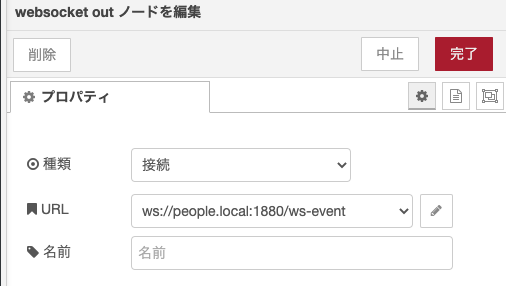 websocket out ノードを編集
削除
中止
完了
プロパティ
種類
接続
URL
ws://people.local:1880/ws-event
名前
名前